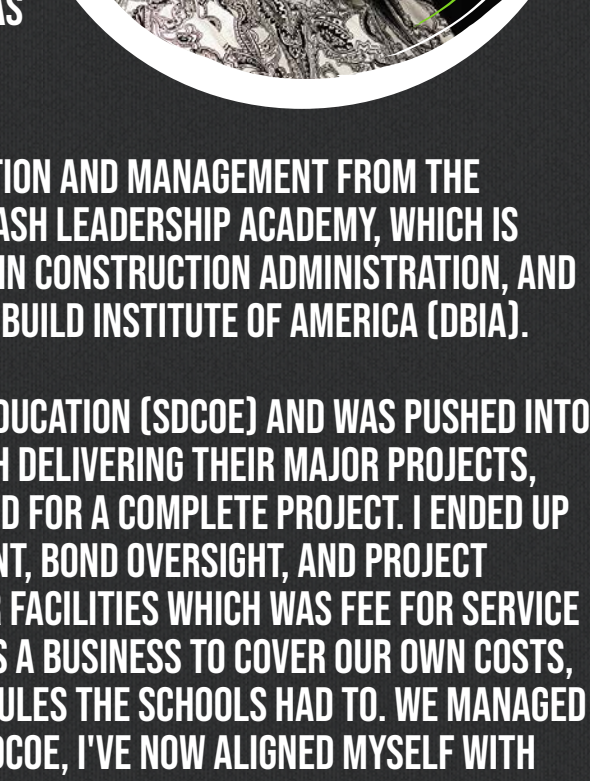 AS
TION AND MANAGEMENT FROM THE
ASH LEADERSHIP ACADEMY, WHICH IS
IN CONSTRUCTION ADMINISTRATION, AND
BUILD INSTITUTE OF AMERICA (DBIA).
DUCATION (SDCOE) AND WAS PUSHED INTO
H DELIVERING THEIR MAJOR PROJECTS,
D FOR A COMPLETE PROJECT. I ENDED UP
NT, BOND OVERSIGHT, AND PROJECT
R FACILITIES WHICH WAS FEE FOR SERVICE
S A BUSINESS TO COVER OUR OWN COSTS,
ULES THE SCHOOLS HAD TO. WE MANAGED
DCOE, I'VE NOW ALIGNED MYSELF WITH